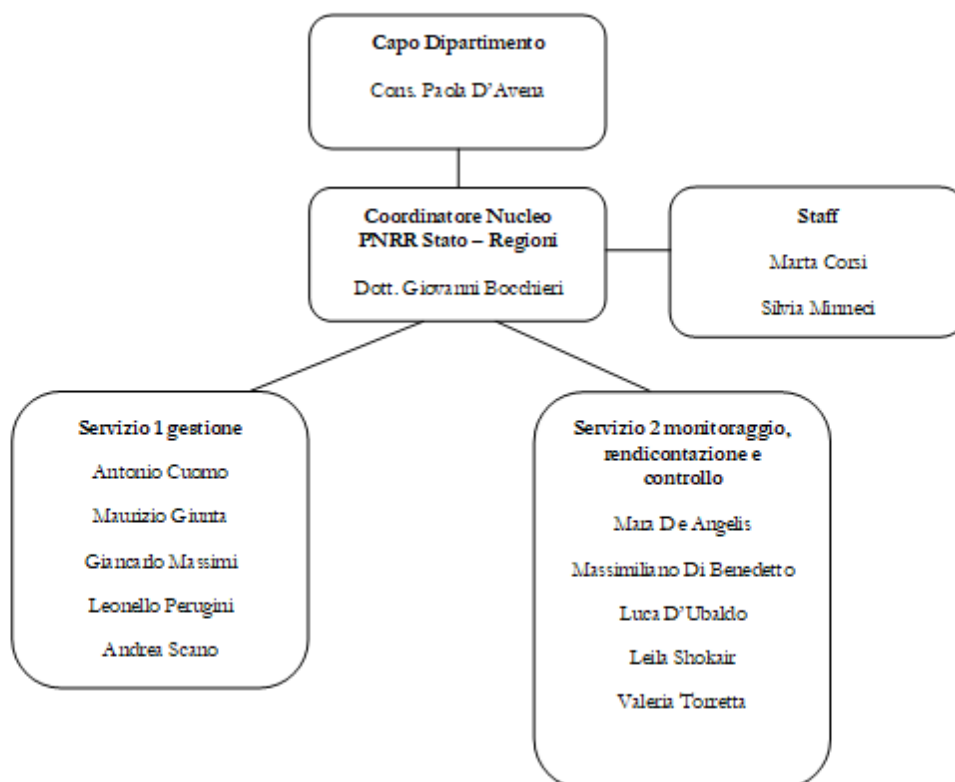 Capo Dipartimento
Cons. Paola D'Avena
Coordinatore Nucleo
PNRR Stato – Regioni
Dott. Giovanni Bocchieri
Staff
Marta Corsi
Silvia Minneci
Servizio 1 gestione
Antonio Cuomo
Maurizio Giunta
Giancarlo Massimi
Leonello Perugini
Andrea Scano
Servizio 2 monitoraggio,
rendicontazione e
controllo
Mara De Angelis
Massimiliano Di Benedetto
Luca D'Ubaldo
Leila Shokair
Valeria Torretta